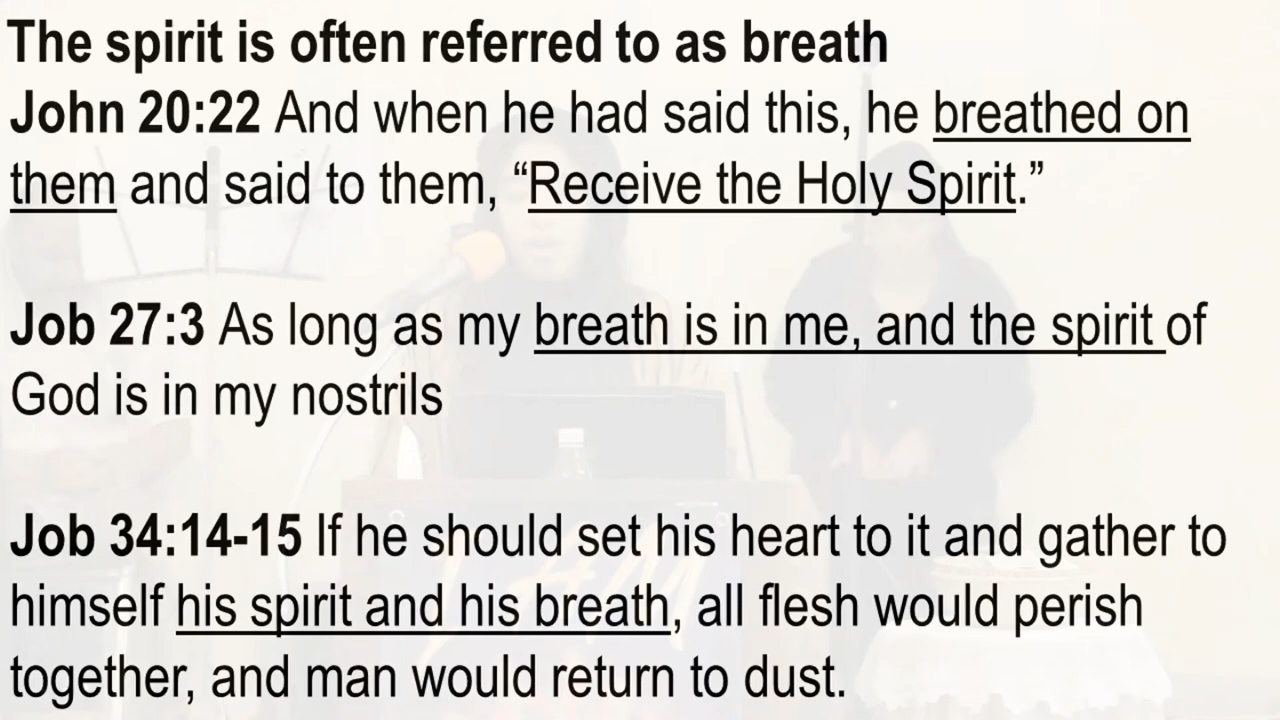 The spirit is often referred to as breath
John 20:22 And when he had said this, he breathed on
them and said to them, “Receive the Holy Spirit.”
Job 27:3 As long as my breath is in me, and the spirit of
God is in my nostrils
Job 34:14-15 If he should set his heart to it and gather to
himself his spirit and his breath, all flesh would perish
together, and man would return to dust.
I AM